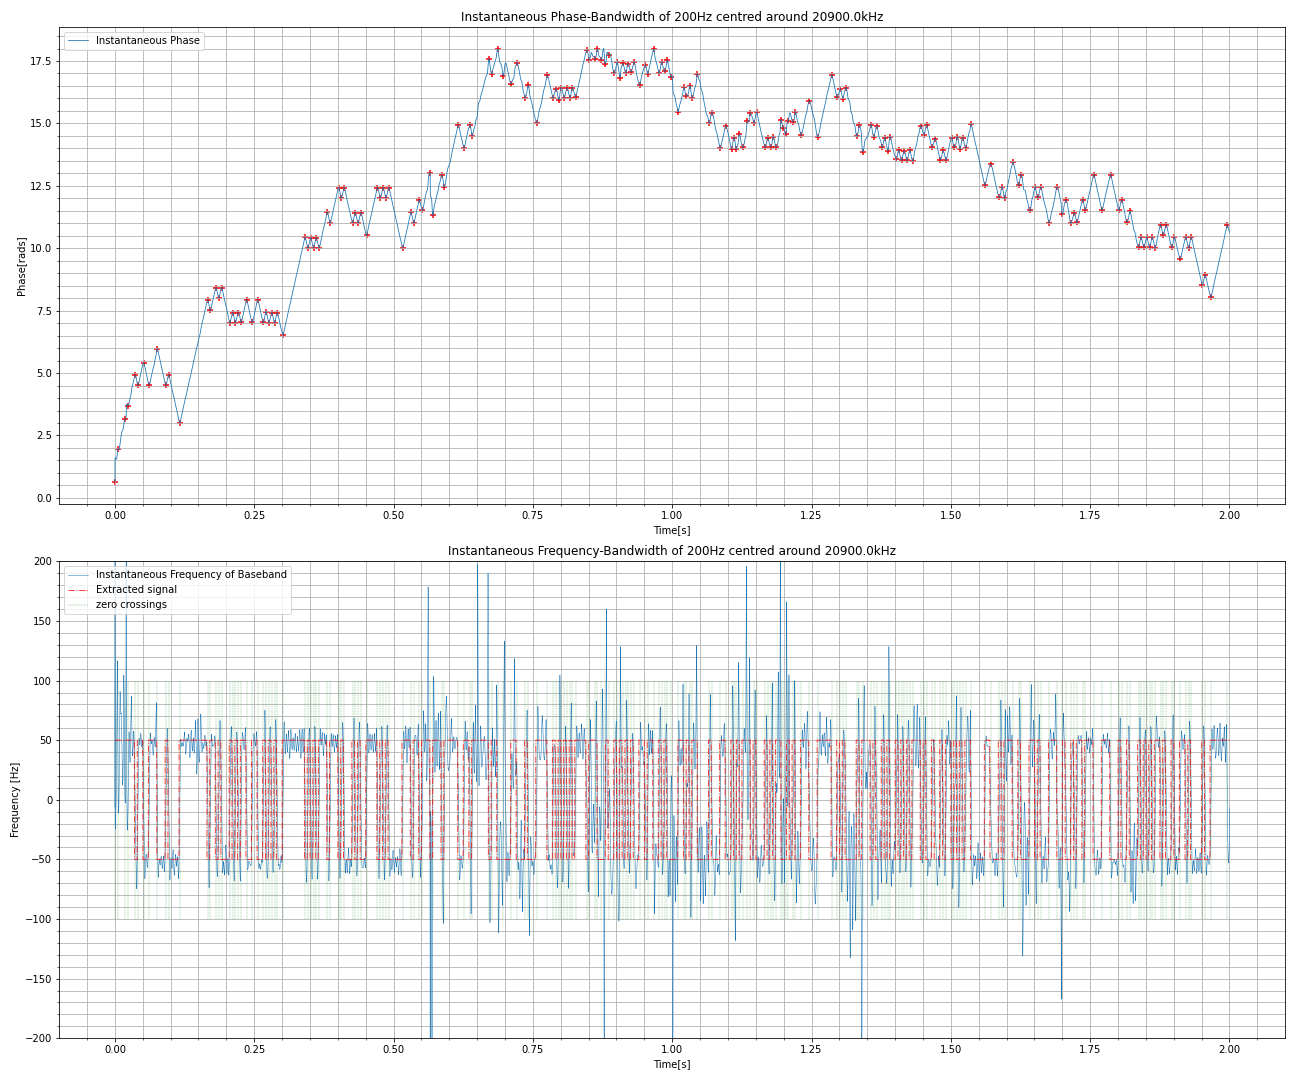 Instantaneous Phase-Bandwidth of 200Hz centred around 20900.0kHz
Instantaneous Phase
17.5
15.0
12.5
10.0
7.5
5.0
2.5
0.0
Phase[rads]
0.00 0.25 0.50 0.75 1.00 1.25 1.50 1.75 2.00
Time[s]
Instantaneous Frequency-Bandwidth of 200Hz centred around 20900.0kHz
Instantaneous Frequency of Baseband
Extracted signal
zero crossings
200
150
100
50
0
−50
−100
−150
−200
Frequency [Hz]
0.00 0.25 0.50 0.75 1.00 1.25 1.50 1.75 2.00
Time[s]